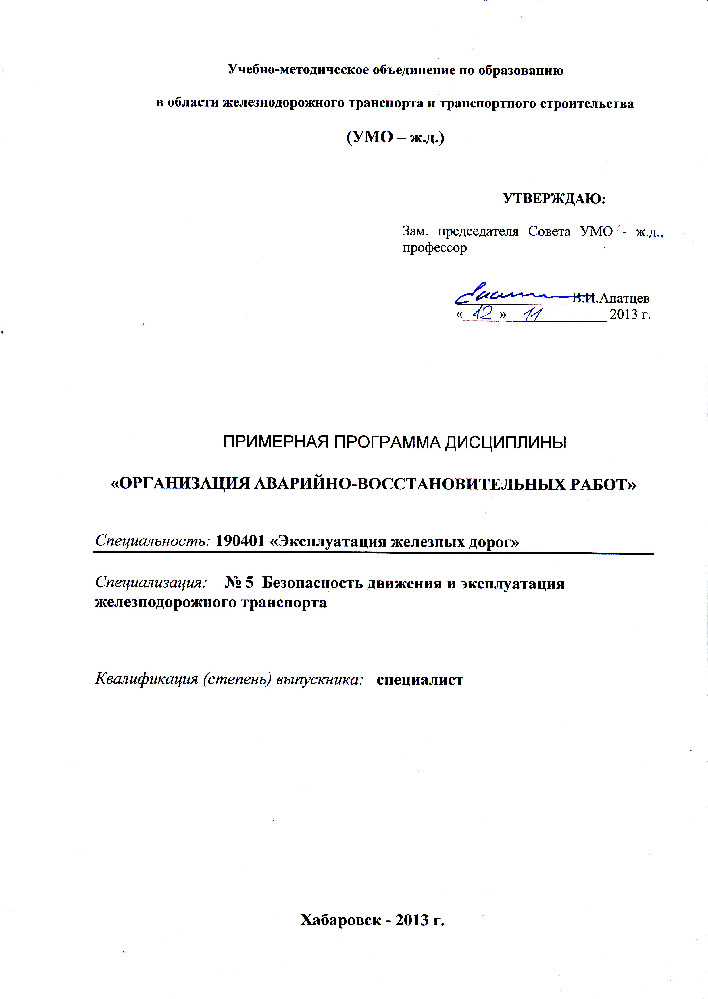 Учебно-методическое объединение по образованию
в области железнодорожного транспорта и транспортного строительства
(УМО – ж.д.)
УТВЕРЖДАЮ:
Зам. председателя Совета УМО - ж.д.,
профессор
В.И.Апатцев
«12» 11 2013 г.
ПРИМЕРНАЯ ПРОГРАММА ДИСЦИПЛИНЫ
«ОРГАНИЗАЦИЯ АВАРИЙНО-ВОССТАНОВИТЕЛЬНЫХ РАБОТ»
Специальность: 190401 «Эксплуатация железных дорог»
Специализация: № 5 Безопасность движения и эксплуатация
железнодорожного транспорта
Квалификация (степень) выпускника: специалист
Хабаровск - 2013 г.